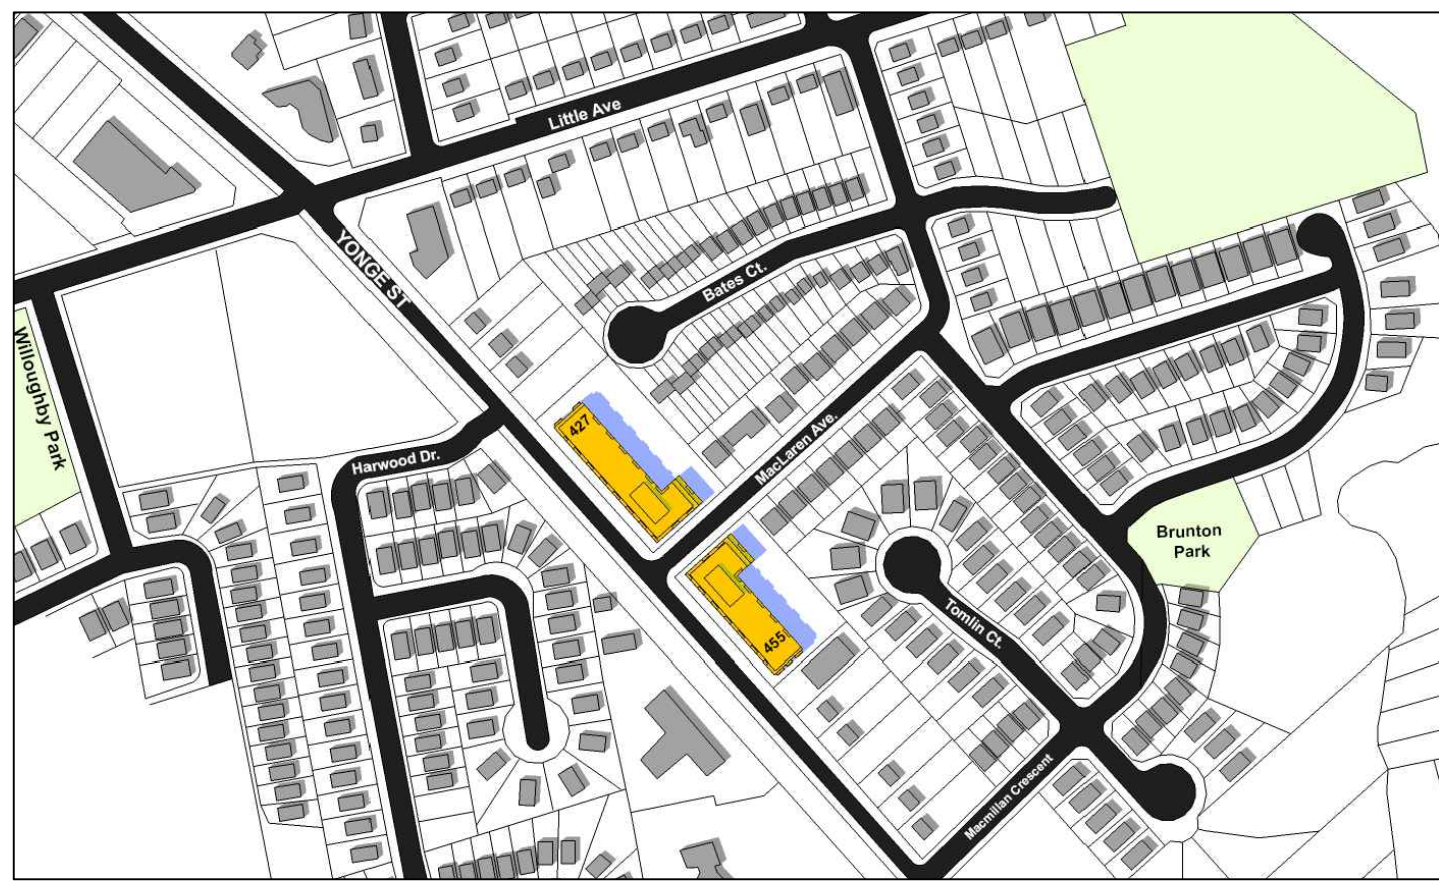 Little Ave
YONGE ST
Bates Ct.
Willoughby Park
427
MacLaren Ave.
Harwood Dr.
Brunton
Park
Tomlin Ct.
455
Macmillan Crescent